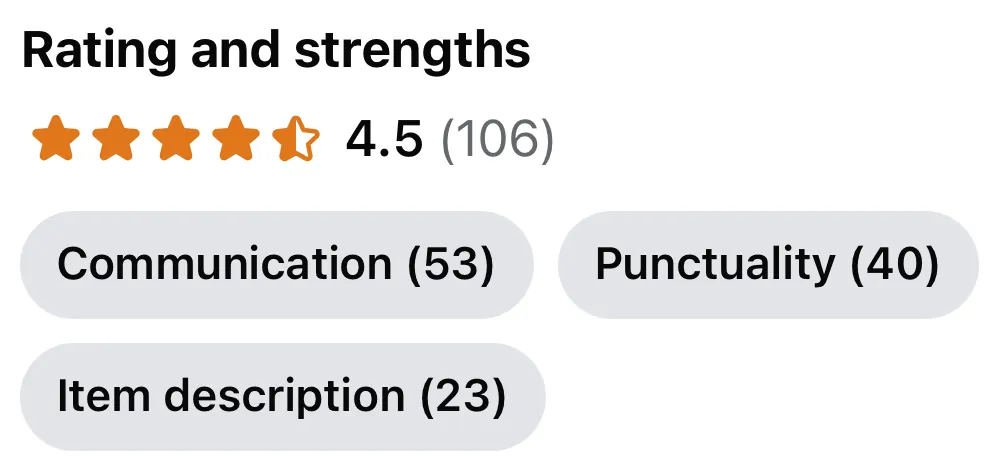 Rating and strengths
4.5 (106)
Communication (53) Punctuality (40)
Item description (23)